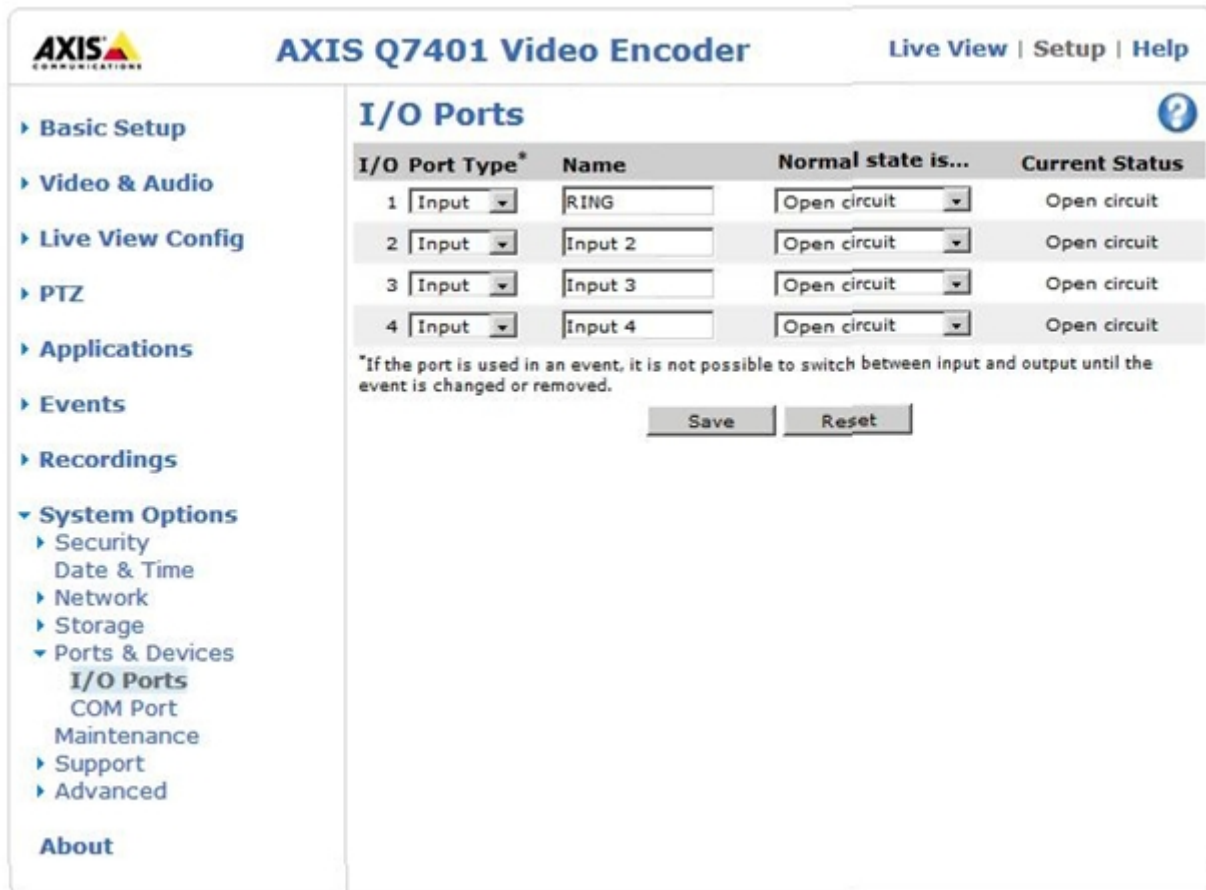 AXIS
COMMUNICATIONS
AXIS Q7401 Video Encoder
Live View | Setup | Help
Basic Setup
Video & Audio
Live View Config
PTZ
Applications
Events
Recordings
System Options
Security
Date & Time
Network
Storage
Ports & Devices
I/O Ports
COM Port
Maintenance
Support
Advanced
About
I/O Ports
?
I/O Port Type* Name Normal state is... Current Status
1 Input RING Open circuit Open circuit
2 Input Input 2 Open circuit Open circuit
3 Input Input 3 Open circuit Open circuit
4 Input Input 4 Open circuit Open circuit
*If the port is used in an event, it is not possible to switch between input and output until the
event is changed or removed.
Save Reset